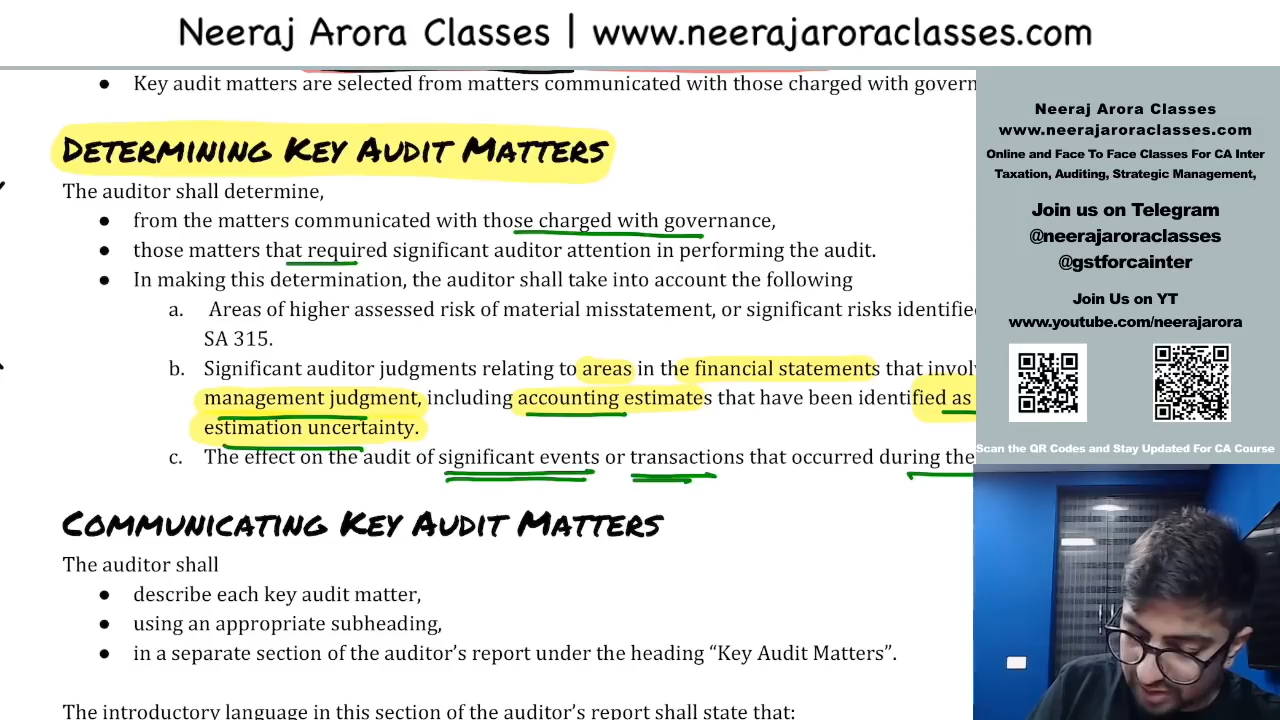 Neeraj Arora Classes | www.neerajaroraclasses.com
● Key audit matters are selected from matters communicated with those charged with govern
DETERMINING KEY AUDIT MATTERS
The auditor shall determine,
● from the matters communicated with those charged with governance,
● those matters that required significant auditor attention in performing the audit.
● In making this determination, the auditor shall take into account the following
a. Areas of higher assessed risk of material misstatement, or significant risks identifie
SA 315.
b. Significant auditor judgments relating to areas in the financial statements that invol
management judgment, including accounting estimates that have been identified as
estimation uncertainty.
c. The effect on the audit of significant events or transactions that occurred during the
COMMUNICATING KEY AUDIT MATTERS
The auditor shall
● describe each key audit matter,
● using an appropriate subheading,
● in a separate section of the auditor’s report under the heading “Key Audit Matters”.
The introductory language in this section of the auditor’s report shall state that:
Neeraj Arora Classes
www.neerajaroraclasses.com
Online and Face To Face Classes For CA Inter
Taxation, Auditing, Strategic Management,
Join us on Telegram
@neerajaroraclasses
@gstforcainter
Join Us on YT
www.youtube.com/neerajarora
Scan the QR Codes and Stay Updated For CA Course